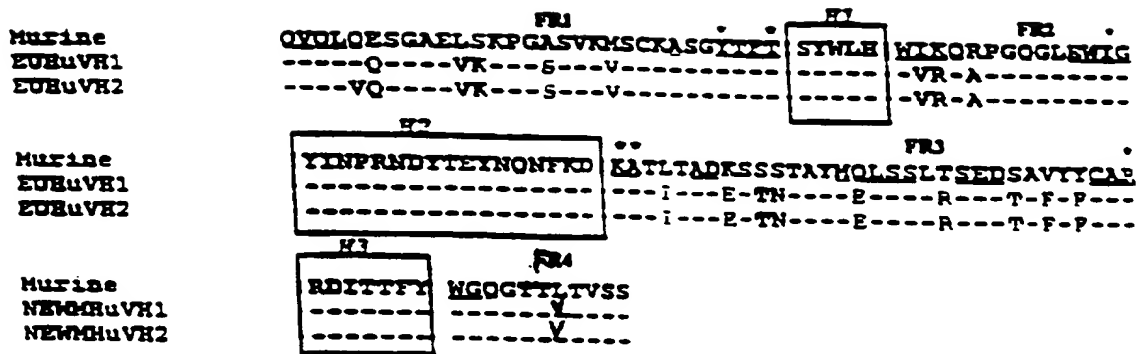 FR1 H1 FR2
Murine QVQLQESGAELSKPGASVKMSCKASGYTFT SYWLH WIKQRPGQGLEWIG
EUHuVH1 -----Q-----VK----S---V---------- ----- -VR-A---------
EUHuVH2 ----VQ-----VK----S---V---------- ----- -VR-A---------
H2 FR3
Murine YINPRNDYTEYNQNFKD KATLTADKSSSTAYMQLSSLTSEDSAVYYCAR
EUHuVH1 ----------------- ---I---E-TN----E----R---T-F-F---
EUHuVH2 ----------------- ---I---E-TN----E----R---T-F-F---
H3 FR4
Murine RDITTFY WGQGTTLTVSS
NEWMHuVH1 ------- -----------
NEWMHuVH2 ------- ------V----